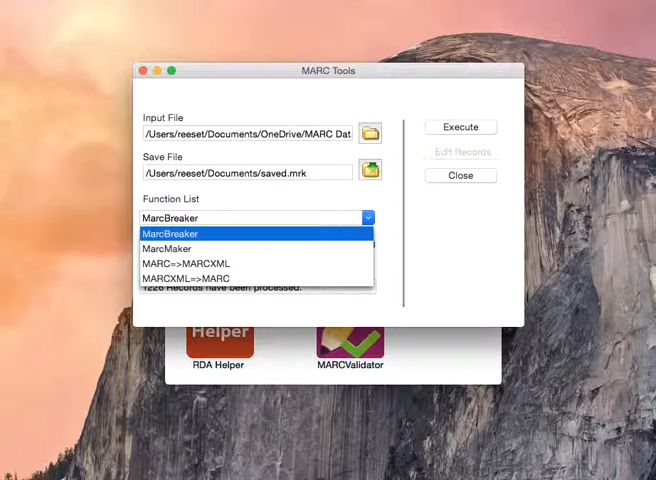 MARC Tools
Input File
/Users/reeset/Documents/OneDrive/MARC Dat
Save File
/Users/reeset/Documents/saved.mrk
Function List
MarcBreaker
MarcBreaker
MarcMaker
MARC=>MARCXML
MARCXML=>MARC
1226 Records have been processed.
Execute
Edit Records
Close
Helper
RDA Helper
MARCValidator